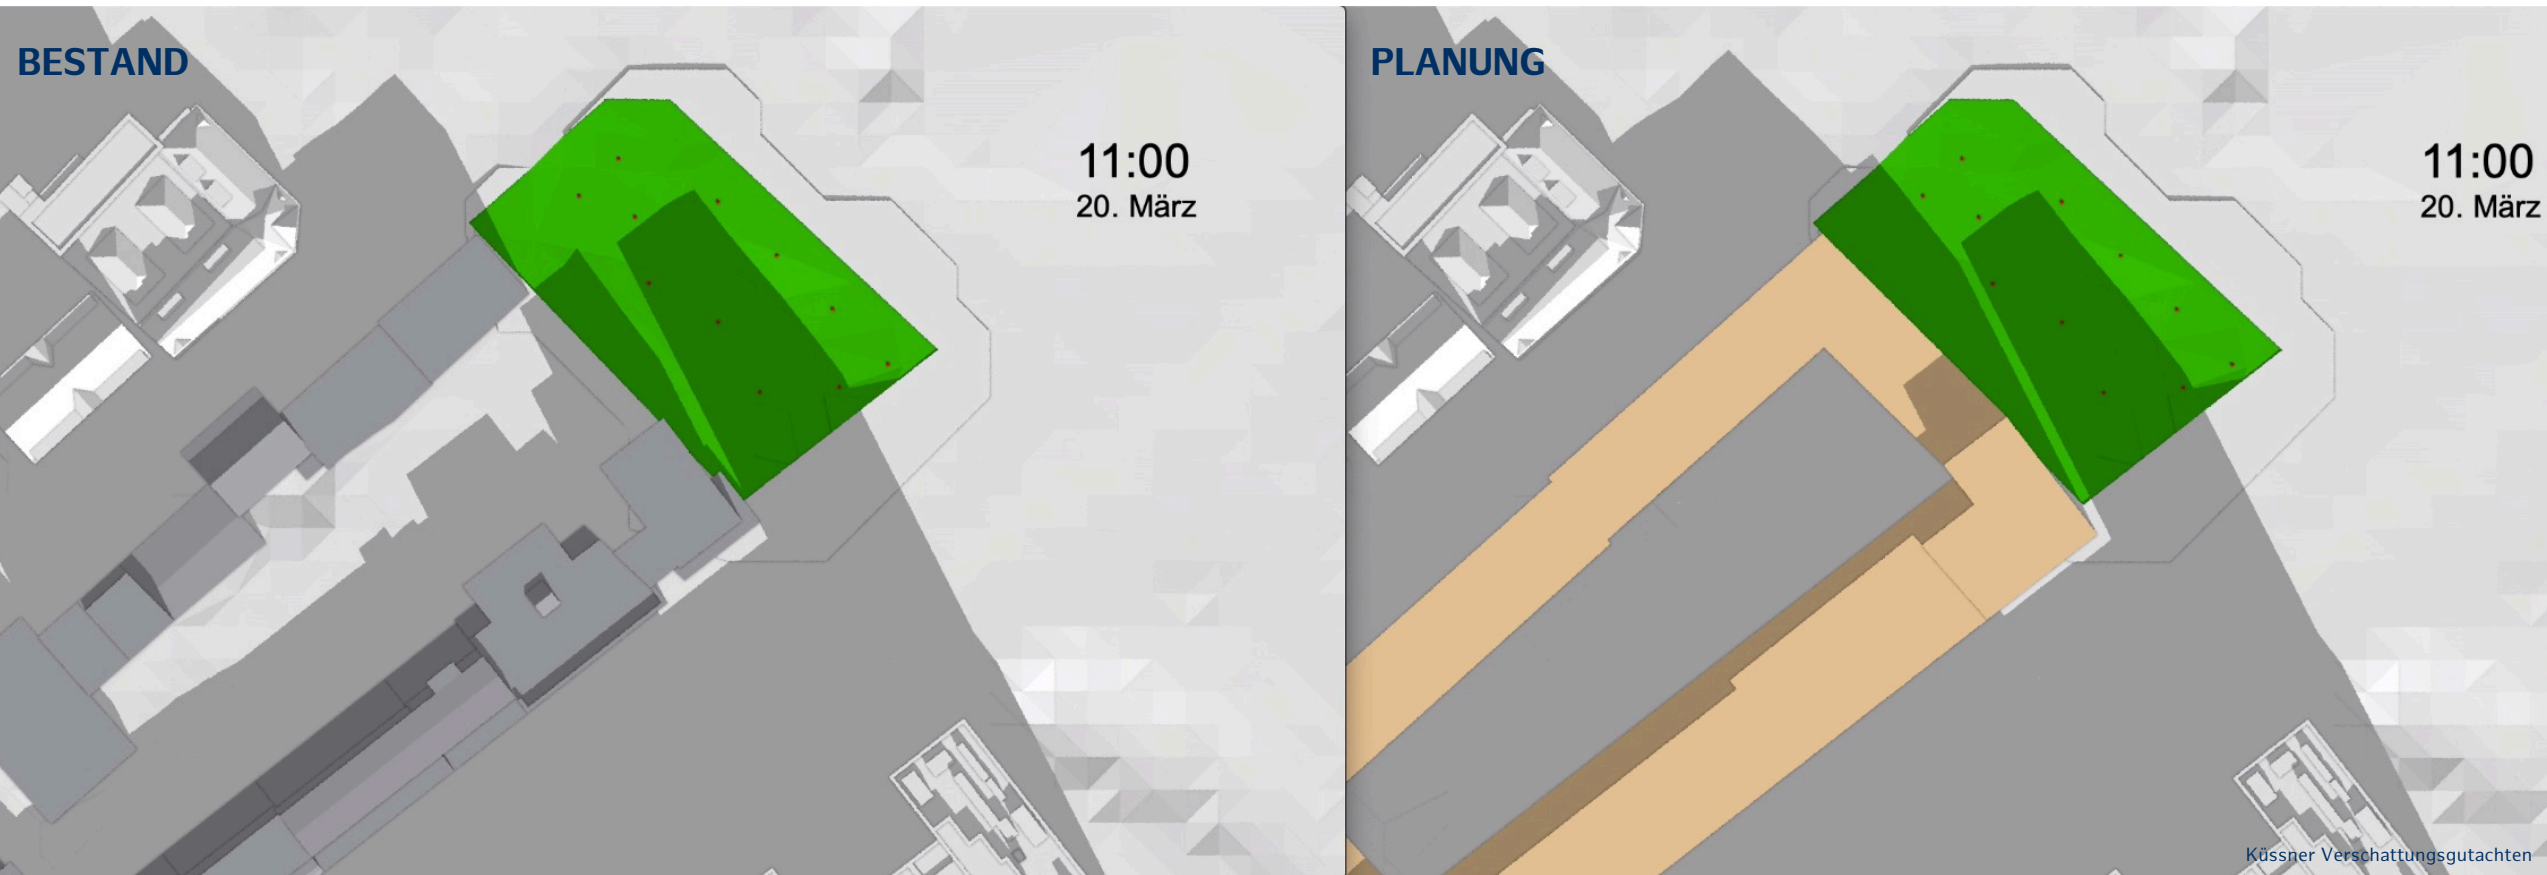 BESTAND
11:00
20. März
PLANUNG
11:00
20. März
Küssner Verschattungsgutachten